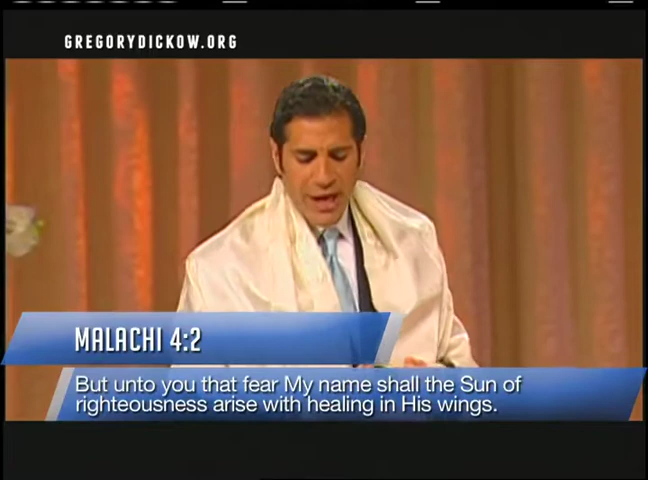 GREGORYDICKOW.ORG
MALACHI 4:2
But unto you that fear My name shall the Sun of
righteousness arise with healing in His wings.